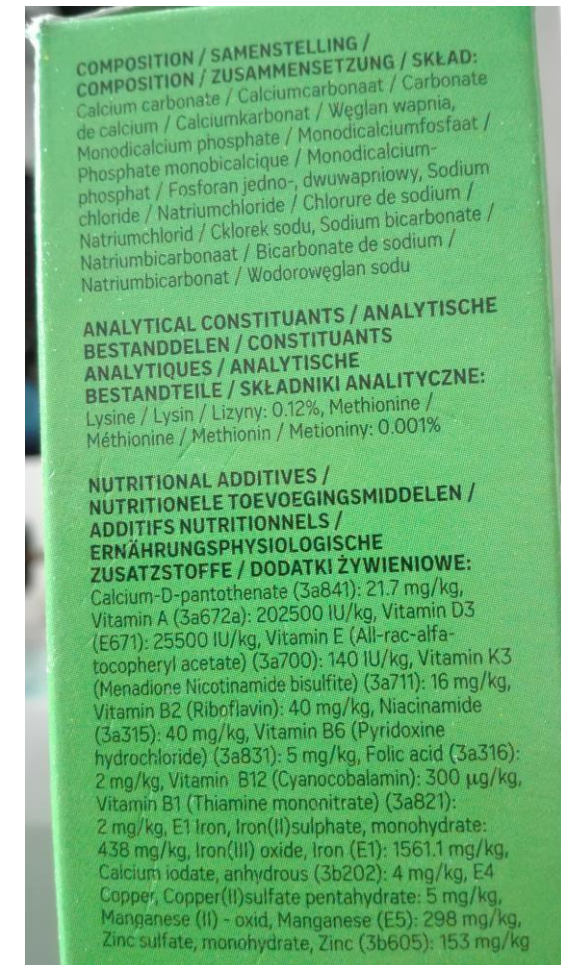 COMPOSITION / SAMENSTELLING /
COMPOSITION / ZUSAMMENSETZUNG / SKŁAD:
Calcium carbonate / Calciumcarbonaat / Carbonate
de calcium / Calciumkarbonat / Węglan wapnia,
Monodicalcium phosphate / Monodicalciumfosfaat /
Phosphate monobicalcique / Monodicalcium-
phosphat / Fosforan jedno-, dwuwapniowy, Sodium
chloride / Natriumchloride / Chlorure de sodium /
Natriumchlorid / Cklorek sodu, Sodium bicarbonate /
Natriumbicarbonaat / Bicarbonate de sodium /
Natriumbicarbonat / Wodorowęglan sodu
ANALYTICAL CONSTITUANTS / ANALYTISCHE
BESTANDDELEN / CONSTITUANTS
ANALYTIQUES / ANALYTISCHE
BESTANDTEILE / SKŁADNIKI ANALITYCZNE:
Lysine / Lysin / Lizyny: 0.12%, Methionine /
Méthionine / Methionin / Metioniny: 0.001%
NUTRITIONAL ADDITIVES /
NUTRITIONELE TOEVOEGINGSMIDDELEN /
ADDITIFS NUTRITIONNELS /
ERNÄHRUNGSPHYSIOLOGISCHE
ZUSATZSTOFFE / DODATKI ŻYWIENIOWE:
Calcium-D-pantothenate (3a841): 21.7 mg/kg,
Vitamin A (3a672a): 202500 IU/kg, Vitamin D3
(E671): 25500 IU/kg, Vitamin E (All-rac-alfa-
tocopheryl acetate) (3a700): 140 IU/kg, Vitamin K3
(Menadione Nicotinamide bisulfite) (3a711): 16 mg/kg,
Vitamin B2 (Riboflavin): 40 mg/kg, Niacinamide
(3a315): 40 mg/kg, Vitamin B6 (Pyridoxine
hydrochloride) (3a831): 5 mg/kg, Folic acid (3a316):
2 mg/kg, Vitamin B12 (Cyanocobalamin): 300 µg/kg,
Vitamin B1 (Thiamine mononitrate) (3a821):
2 mg/kg, E1 Iron, Iron(II)sulphate, monohydrate:
438 mg/kg, Iron(III) oxide, Iron (E1): 1561.1 mg/kg,
Calcium iodate, anhydrous (3b202): 4 mg/kg, E4
Copper, Copper(II)sulfate pentahydrate: 5 mg/kg,
Manganese (II) - oxid, Manganese (E5): 298 mg/kg,
Zinc sulfate, monohydrate, Zinc (3b605): 153 mg/kg